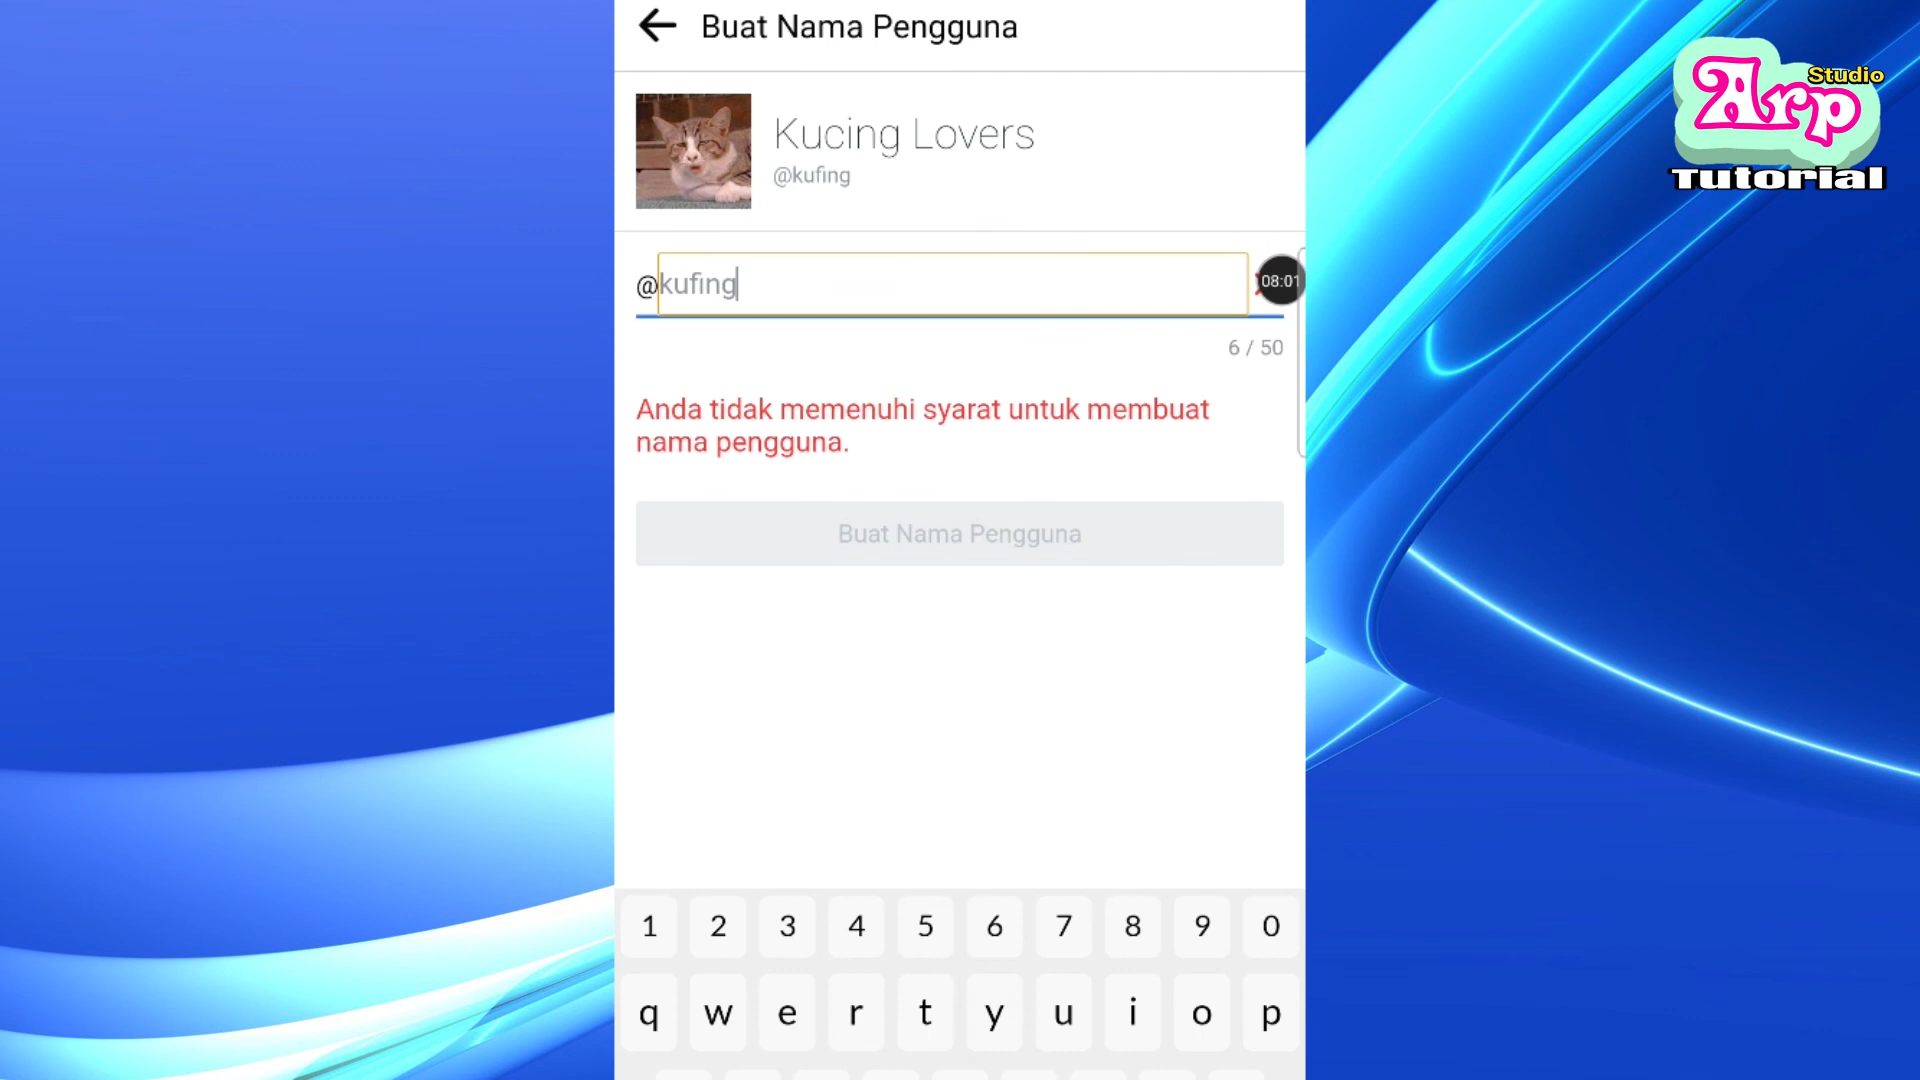 Buat Nama Pengguna
Studio
Arp
Tutorial
Kucing Lovers
@kufing
@kufing
08:01
6 / 50
Anda tidak memenuhi syarat untuk membuat
nama pengguna.
Buat Nama Pengguna
1 2 3 4 5 6 7 8 9 0
q w e r t y u i o p